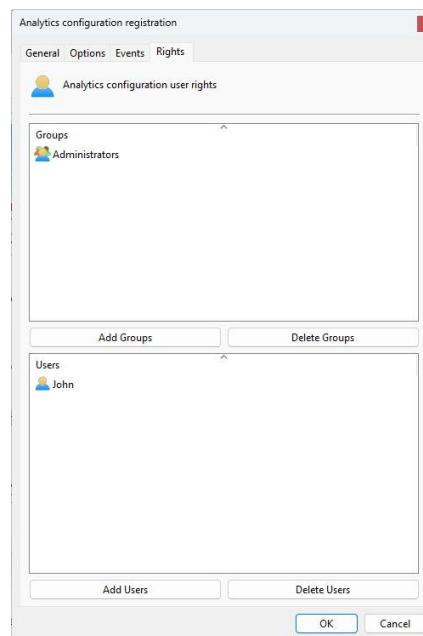 Analytics configuration registration
General Options Events Rights
Analytics configuration user rights
Groups
Administrators
Add Groups Delete Groups
Users
John
Add Users Delete Users
OK Cancel